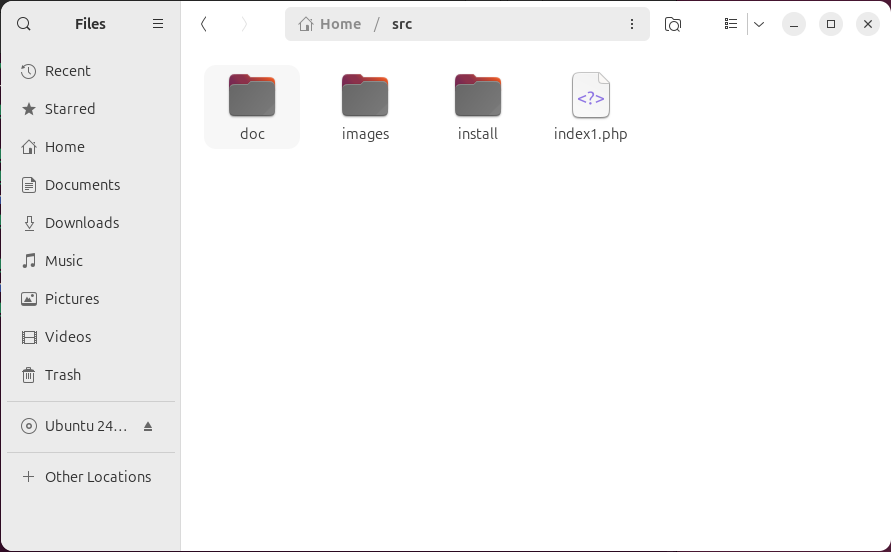 Files
Home / src
Recent
Starred
Home
Documents
Downloads
Music
Pictures
Videos
Trash
Ubuntu 24…
Other Locations
doc
images
install
<?>
index1.php